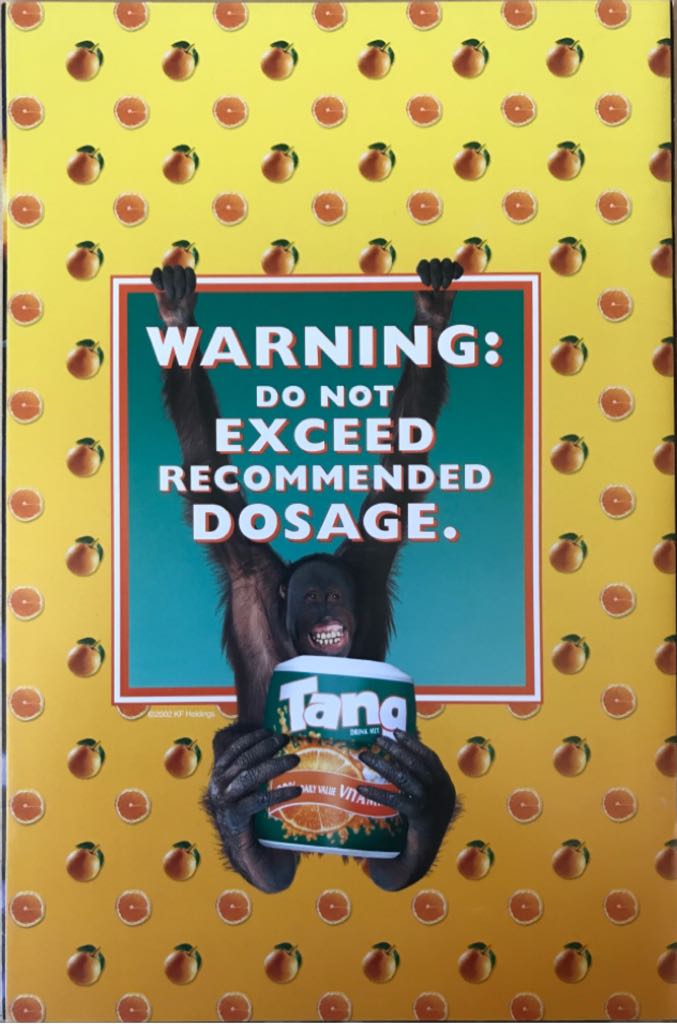 WARNING:
DO NOT
EXCEED
RECOMMENDED
DOSAGE.
©2002 KF Holdings
Tang
DRINK MIX
DAILY VALUE